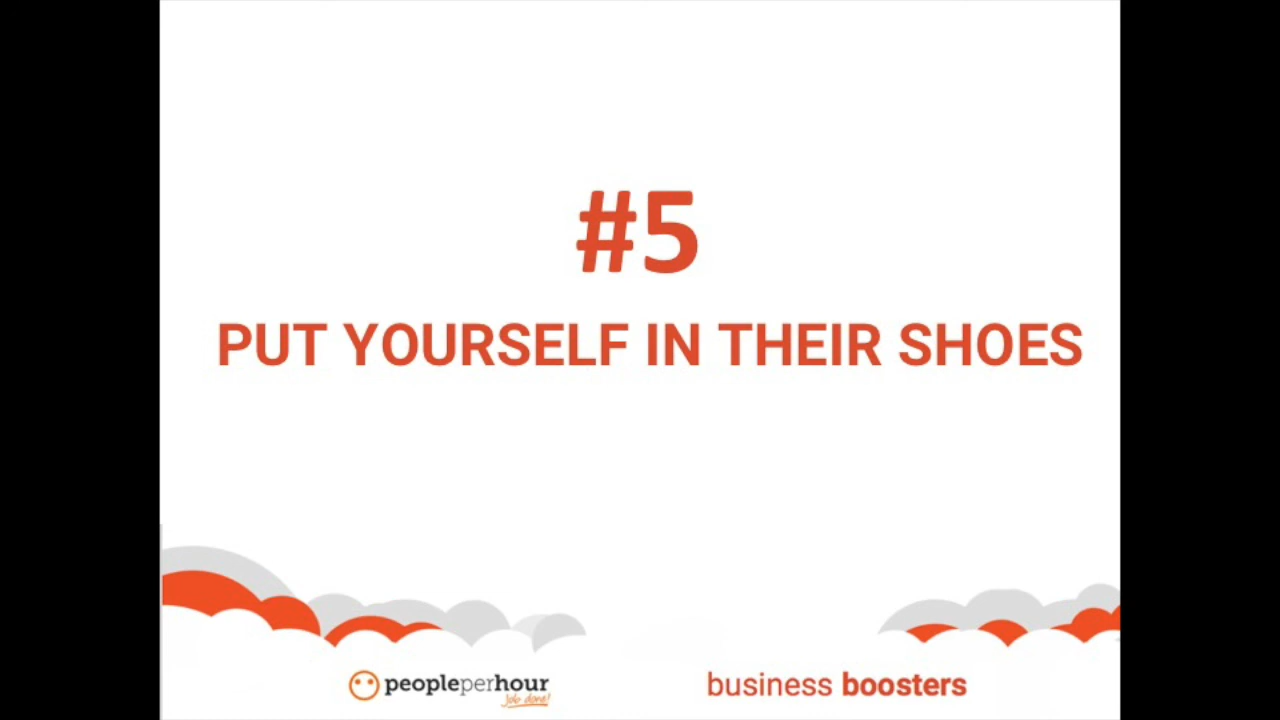 #5
PUT YOURSELF IN THEIR SHOES
peopleperhour
job done!
business boosters